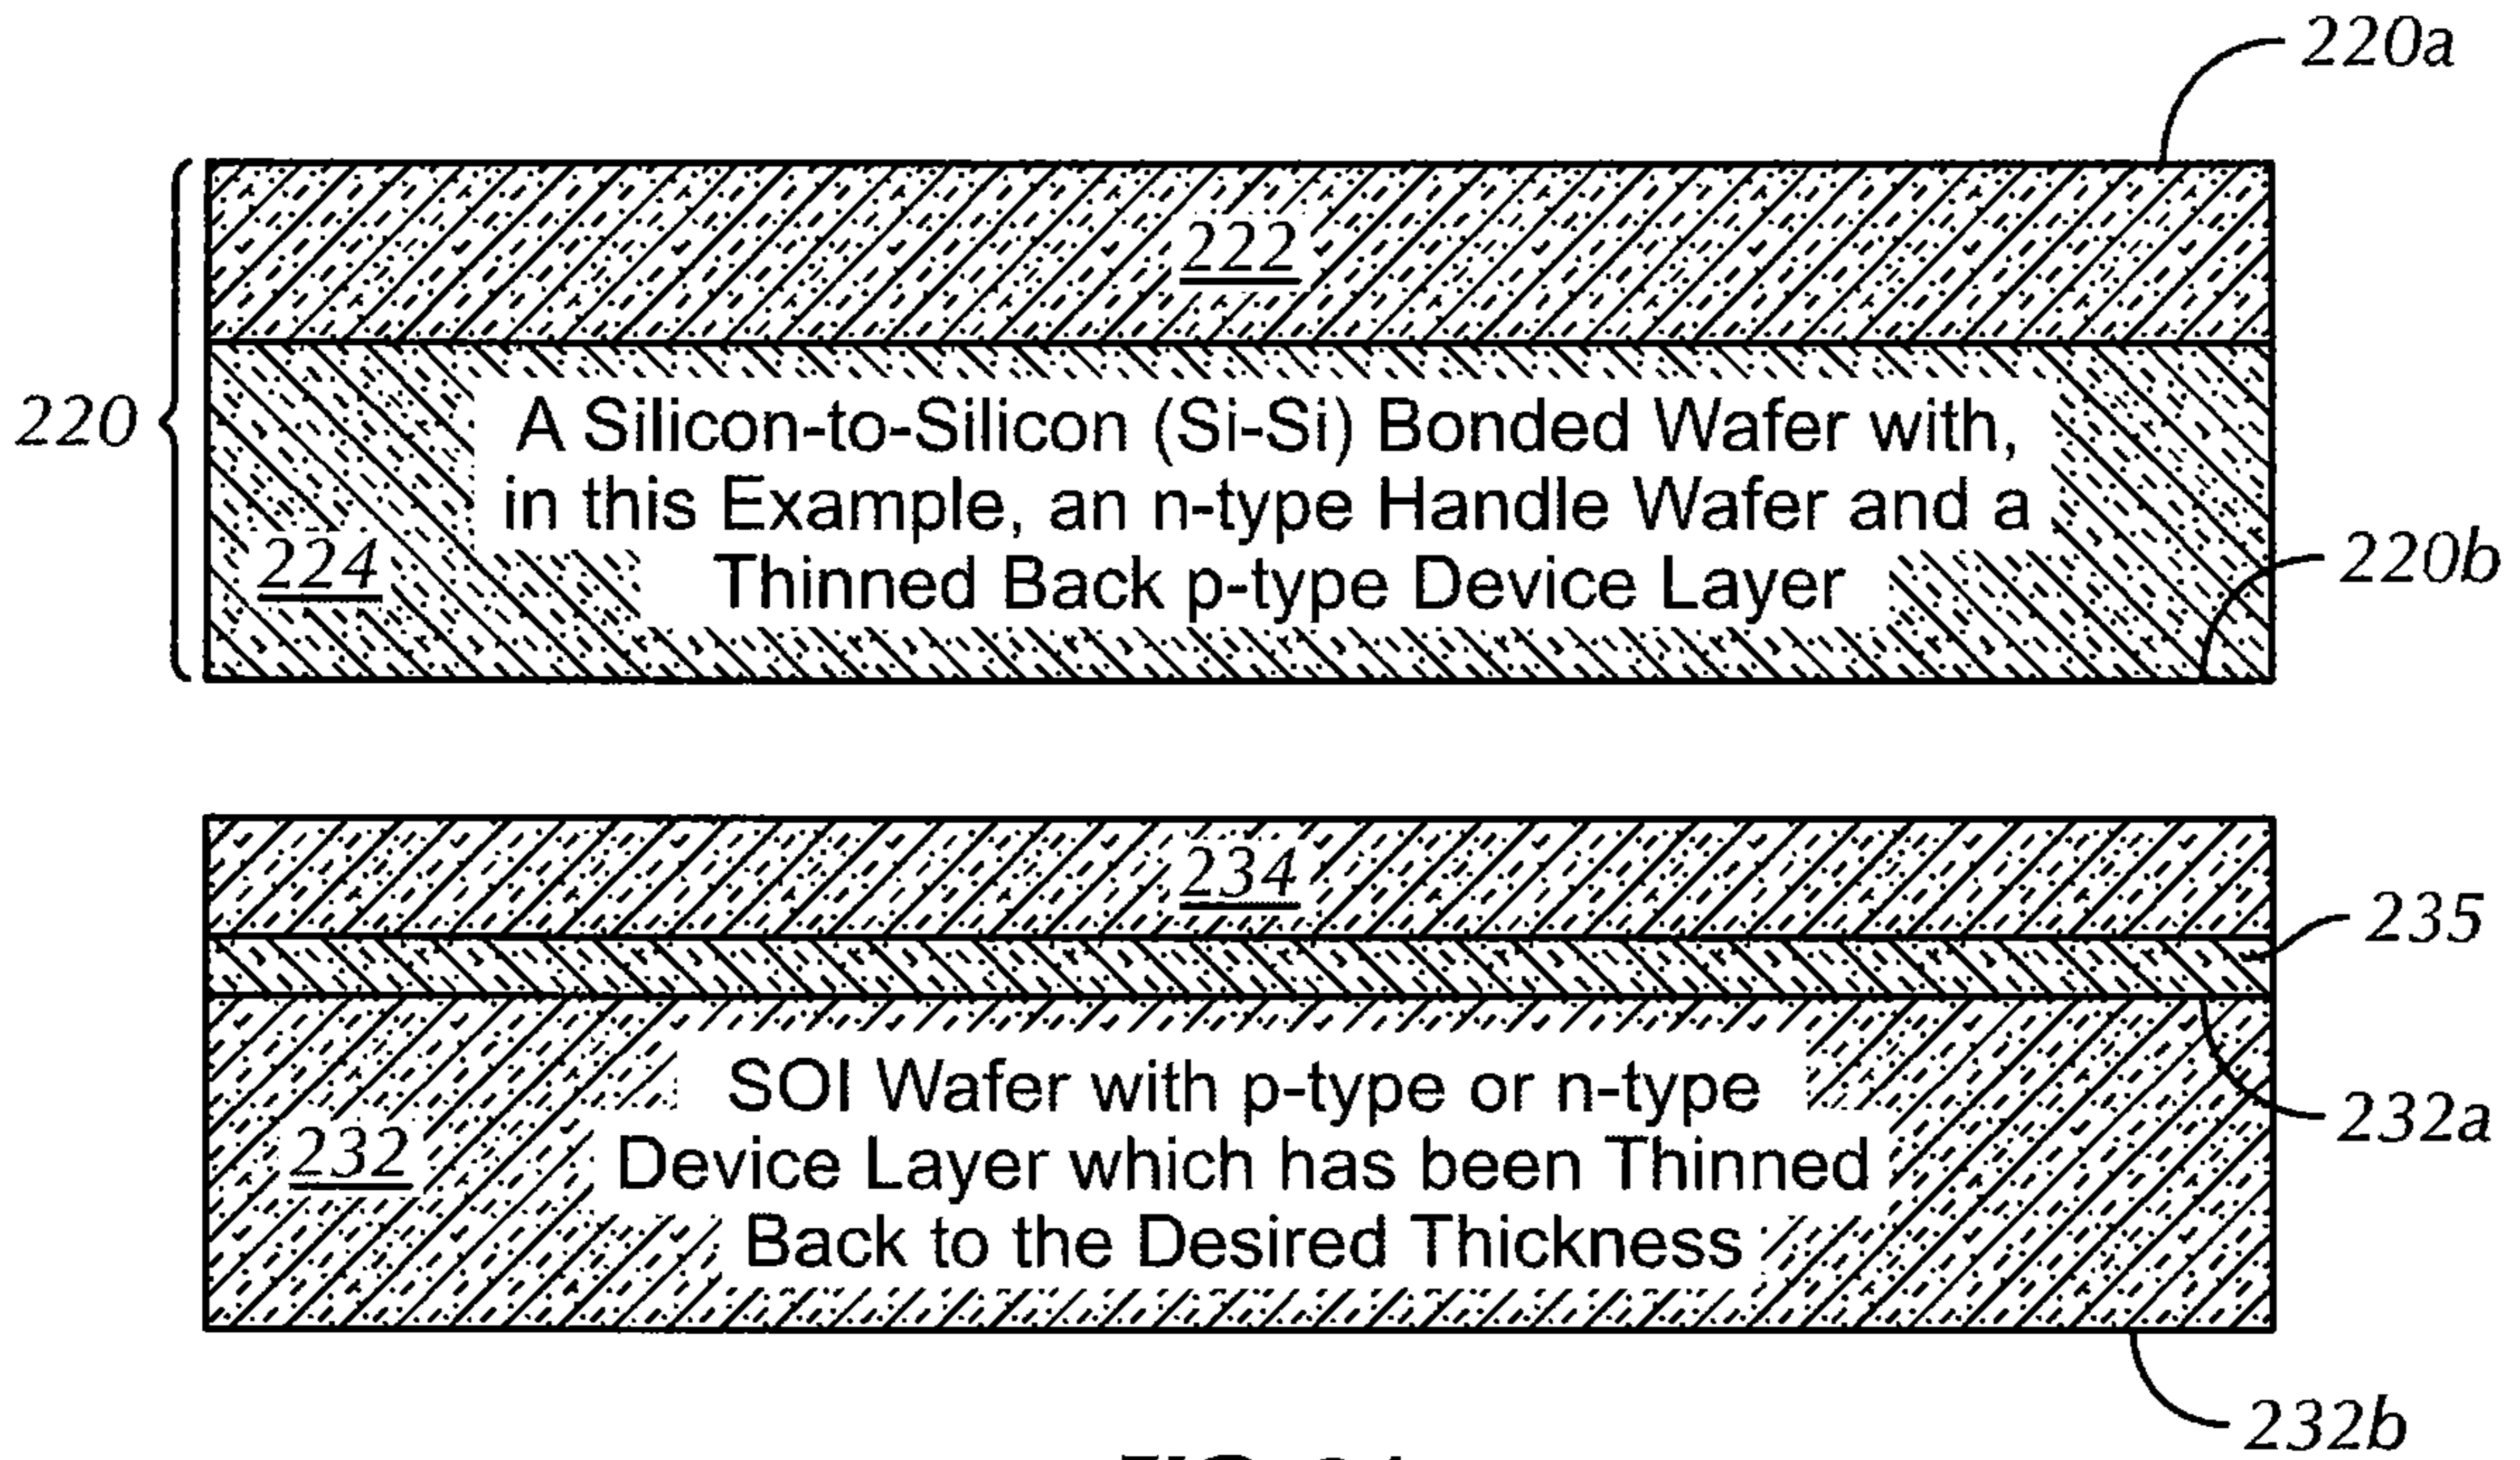 220a
222
220
A Silicon-to-Silicon (Si-Si) Bonded Wafer with,
in this Example, an n-type Handle Wafer and a
Thinned Back p-type Device Layer
224
220b
234
235
SOI Wafer with p-type or n-type
Device Layer which has been Thinned
Back to the Desired Thickness
232
232a
232b